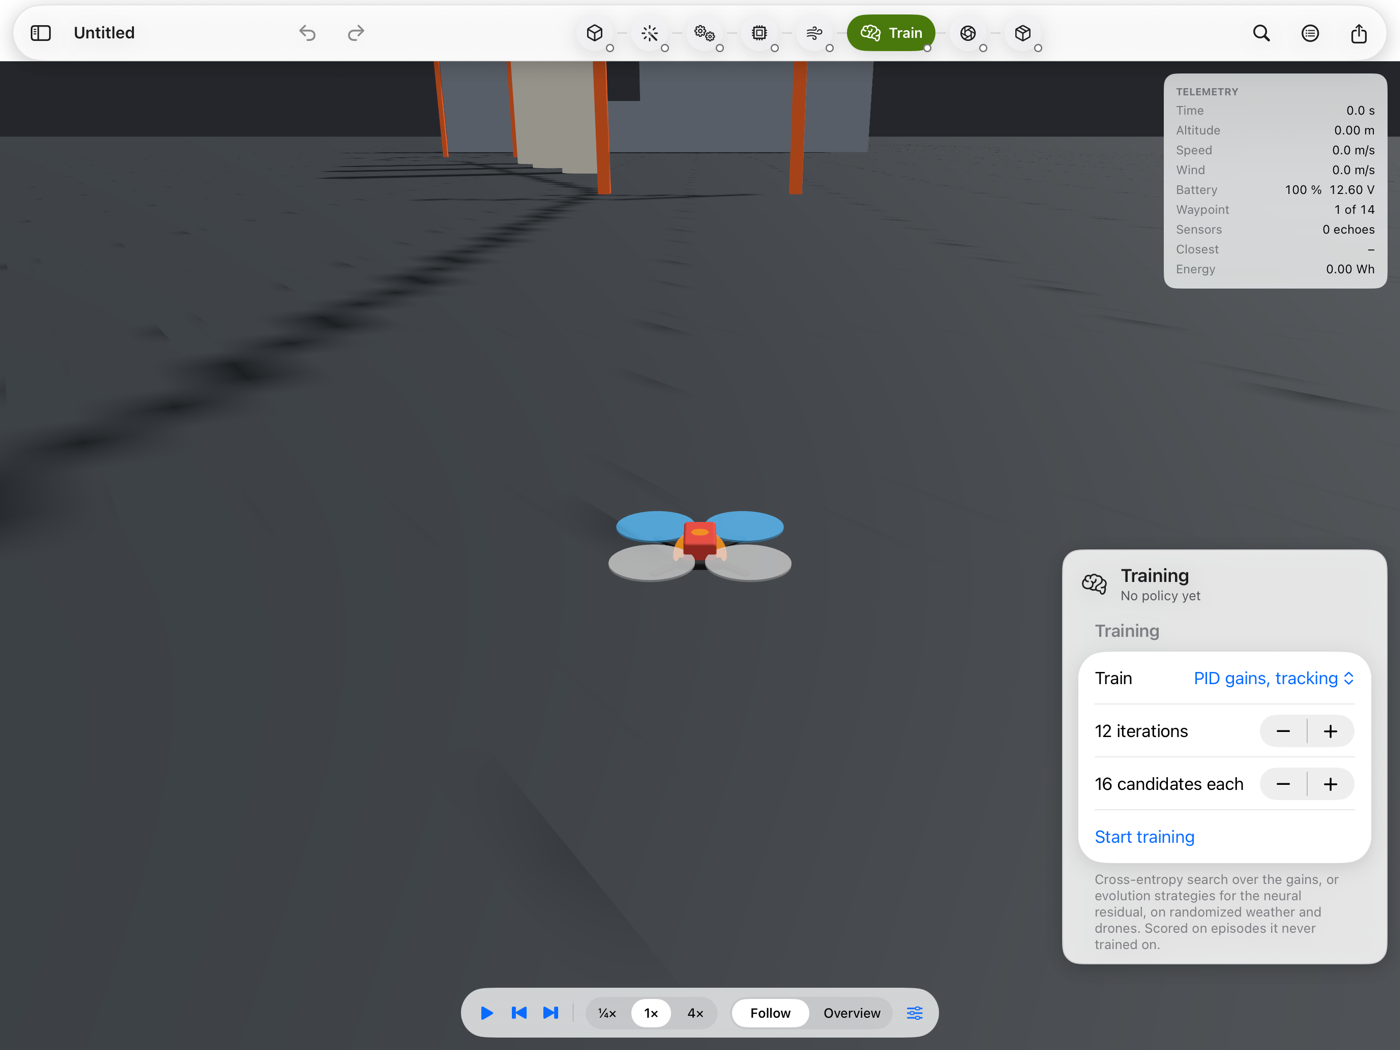 Untitled
Train
TELEMETRY
Time 0.0 s
Altitude 0.00 m
Speed 0.0 m/s
Wind 0.0 m/s
Battery 100 % 12.60 V
Waypoint 1 of 14
Sensors 0 echoes
Closest –
Energy 0.00 Wh
Training
No policy yet
Training
Train PID gains, tracking
12 iterations − +
16 candidates each − +
Start training
Cross-entropy search over the gains, or
evolution strategies for the neural
residual, on randomized weather and
drones. Scored on episodes it never
trained on.
¼× 1× 4× Follow Overview